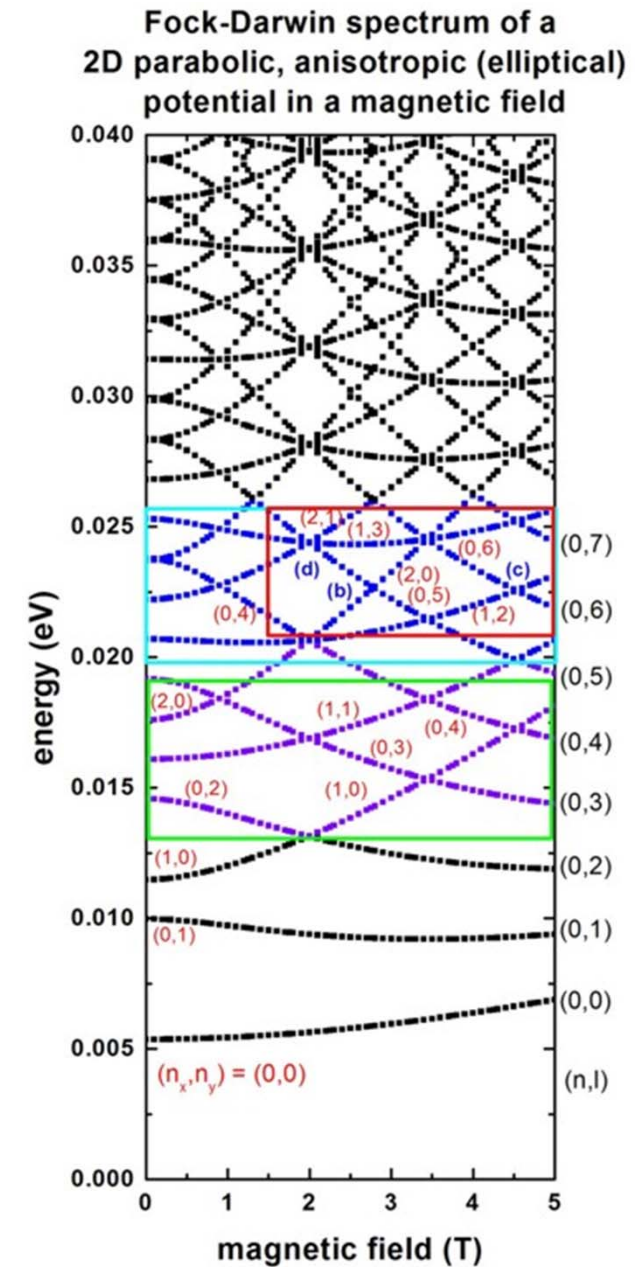 Fock-Darwin spectrum of a
2D parabolic, anisotropic (elliptical)
potential in a magnetic field
0.040
0.035
0.030
0.025
0.020
0.015
0.010
0.005
0.000
energy (eV)
(2,1)
(1,3)
(0,6)
(d)
(b)
(2,0)
(c)
(0,5)
(0,4)
(1,2)
(2,0)
(1,1)
(0,4)
(0,3)
(0,2)
(1,0)
(1,0)
(0,1)
(nₓ,n_y) = (0,0)
(0,7)
(0,6)
(0,5)
(0,4)
(0,3)
(0,2)
(0,1)
(0,0)
(n,l)
0 1 2 3 4 5
magnetic field (T)